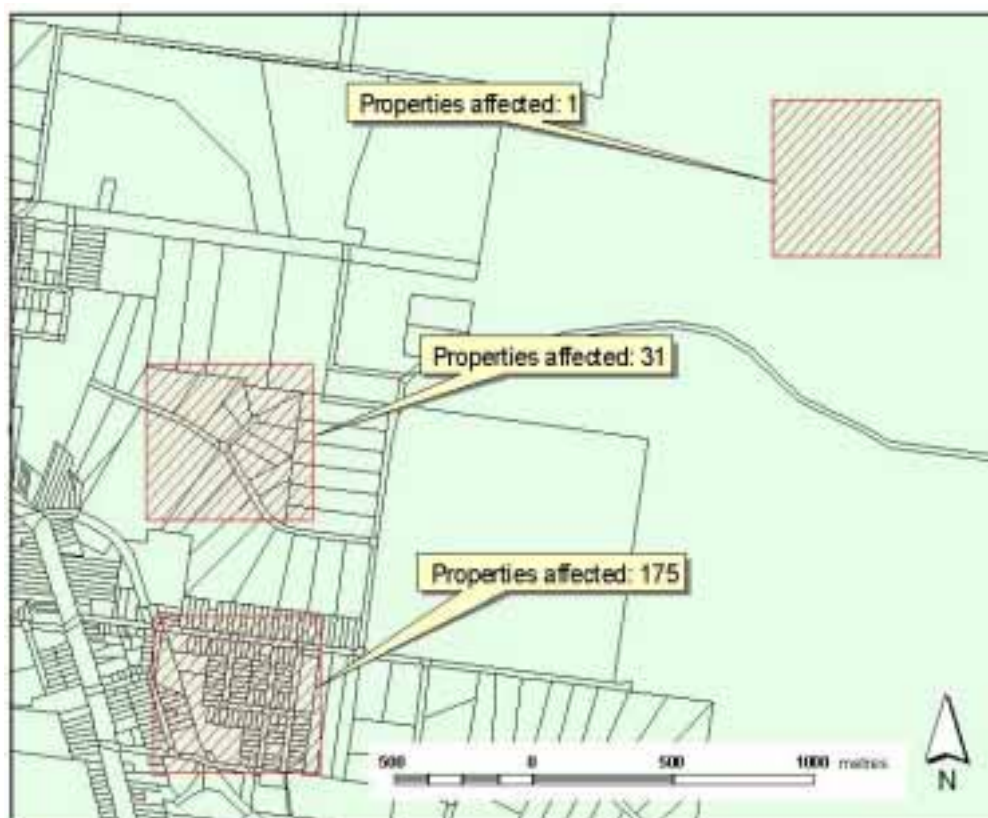 Properties affected: 1
Properties affected: 31
Properties affected: 175
500 0 500 1000 metres
N